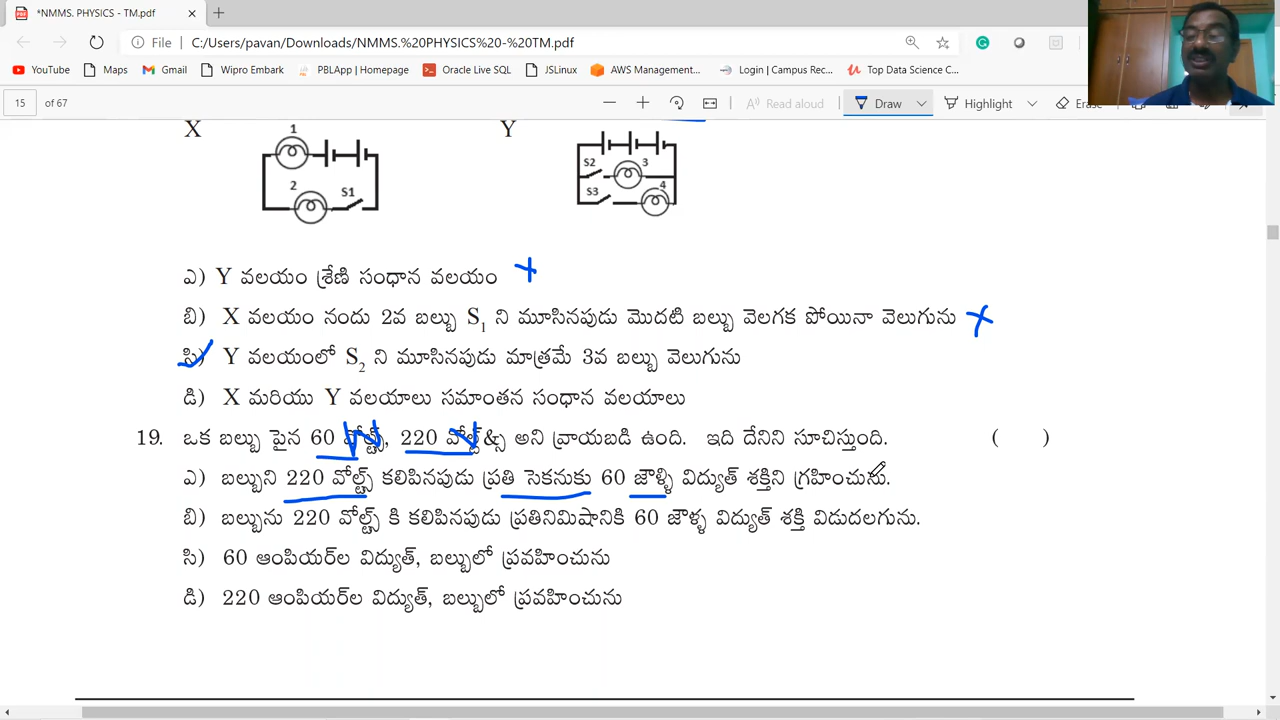 *NMMS. PHYSICS - TM.pdf
File C:/Users/pavan/Downloads/NMMS.%20PHYSICS%20-%20TM.pdf
YouTube Maps Gmail Wipro Embark PBLApp | Homepage Oracle Live SQL JSLinux AWS Management... Login | Campus Rec... Top Data Science C...
15 of 67 Read aloud Draw Highlight Erase
X Y
1
2 S1
S2 3
S3 4
ఎ) Y వలయం శ్రేణి సంధాన వలయం
బి) X వలయం నందు 2వ బల్బు S1 ని మూసినపుడు మొదటి బల్బు వెలగక పోయినా వెలుగును
సి) Y వలయంలో S2 ని మూసినపుడు మాత్రమే 3వ బల్బు వెలుగును
డి) X మరియు Y వలయాలు సమాంతన సంధాన వలయాలు
19. ఒక బల్బు పైన 60 వోల్ట్స్, 220 వోల్ట్&్స అని వ్రాయబడి ఉంది. ఇది దేనిని సూచిస్తుంది. ( )
ఎ) బల్బుని 220 వోల్ట్స్ కలిపినపుడు ప్రతి సెకనుకు 60 జౌళ్ళి విద్యుత్ శక్తిని గ్రహించును.
బి) బల్బును 220 వోల్ట్స్ కి కలిపినపుడు ప్రతినిమిషానికి 60 జౌళ్ళ విద్యుత్ శక్తి విడుదలగును.
సి) 60 ఆంపియర్‌ల విద్యుత్, బల్బులో ప్రవహించును
డి) 220 ఆంపియర్‌ల విద్యుత్, బల్బులో ప్రవహించును